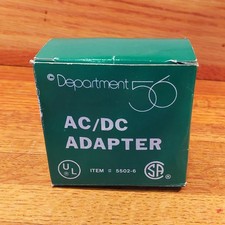 © Department 56
AC/DC
ADAPTER
UL
ITEM # 5502-6
SA